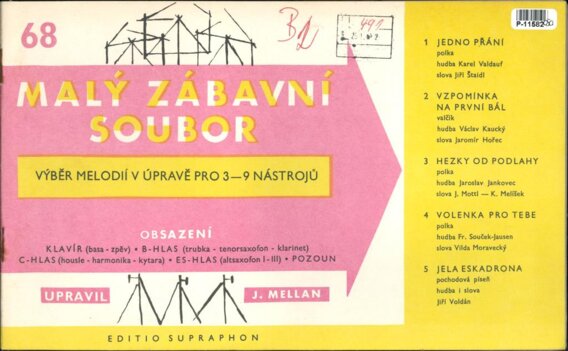 68
B2
P-11582
MALÝ ZÁBAVNÍ
SOUBOR
VÝBĚR MELODIÍ V ÚPRAVĚ PRO 3—9 NÁSTROJŮ
OBSAZENÍ
KLAVÍR (basa - zpěv) • B-HLAS (trubka - tenorsaxofon - klarinet)
C-HLAS (housle - harmonika - kytara) • ES-HLAS (altsaxofon I-III) • POZOUN
UPRAVIL J. MELLAN
EDITIO SUPRAPHON
1 JEDNO PŘÁNÍ
polka
hudba Karel Valdauf
slova Jiří Štaidl
2 VZPOMÍNKA
NA PRVNÍ BÁL
valčík
hudba Václav Kaucký
slova Jaromír Hořec
3 HEZKY OD PODLAHY
polka
hudba Jaroslav Jankovec
slova J. Mottl — K. Melíšek
4 VOLENKA PRO TEBE
polka
hudba Fr. Souček-Jausen
slova Vilda Moravecký
5 JELA ESKADRONA
pochodová píseň
hudba i slova
Jiří Voldán